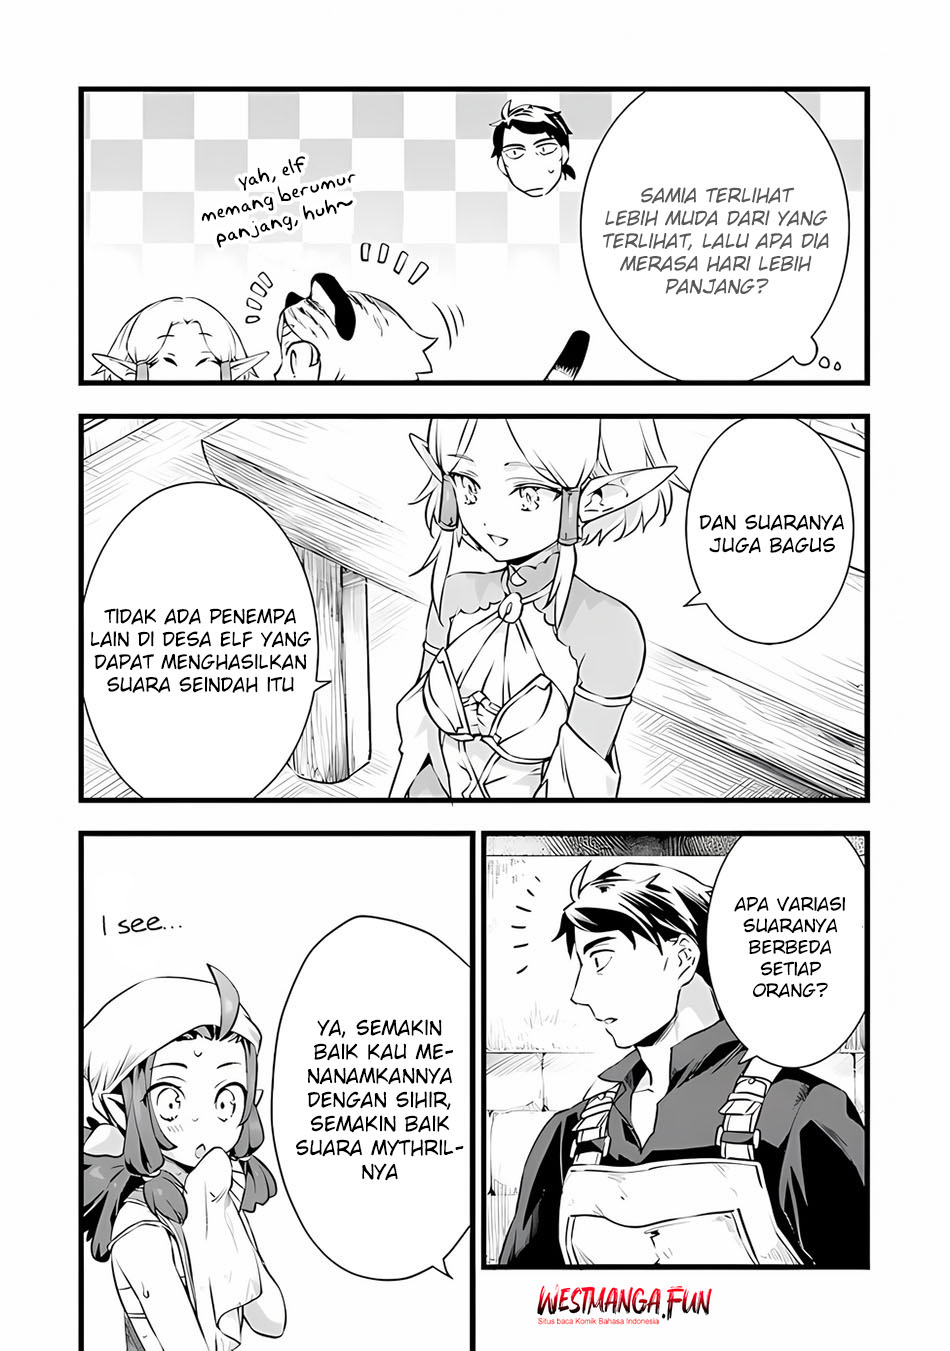 SAMIA TERLIHAT
LEBIH MUDA DARI YANG
TERLIHAT, LALU APA DIA
MERASA HARI LEBIH
PANJANG?
yah, elf
memang berumur
panjang, huh~
DAN SUARANYA
JUGA BAGUS
TIDAK ADA PENEMPA
LAIN DI DESA ELF YANG
DAPAT MENGHASILKAN
SUARA SEINDAH ITU
APA VARIASI
SUARANYA
BERBEDA
SETIAP
ORANG?
YA, SEMAKIN
BAIK KAU ME-
NANAMKANNYA
DENGAN SIHIR,
SEMAKIN BAIK
SUARA MYTHRIL-
NYA
I see...
WESTMANGA.FUN
Situs baca Komik Bahasa Indonesia